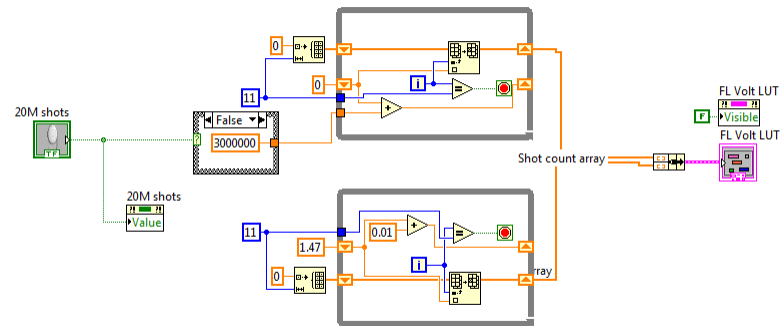 0
0
i
=
11
+
False
3000000
?
20M shots
TF
20M shots
Value
FL Volt LUT
F
Visible
FL Volt LUT
Shot count array
11
+
0.01
=
1.47
i
0
rray